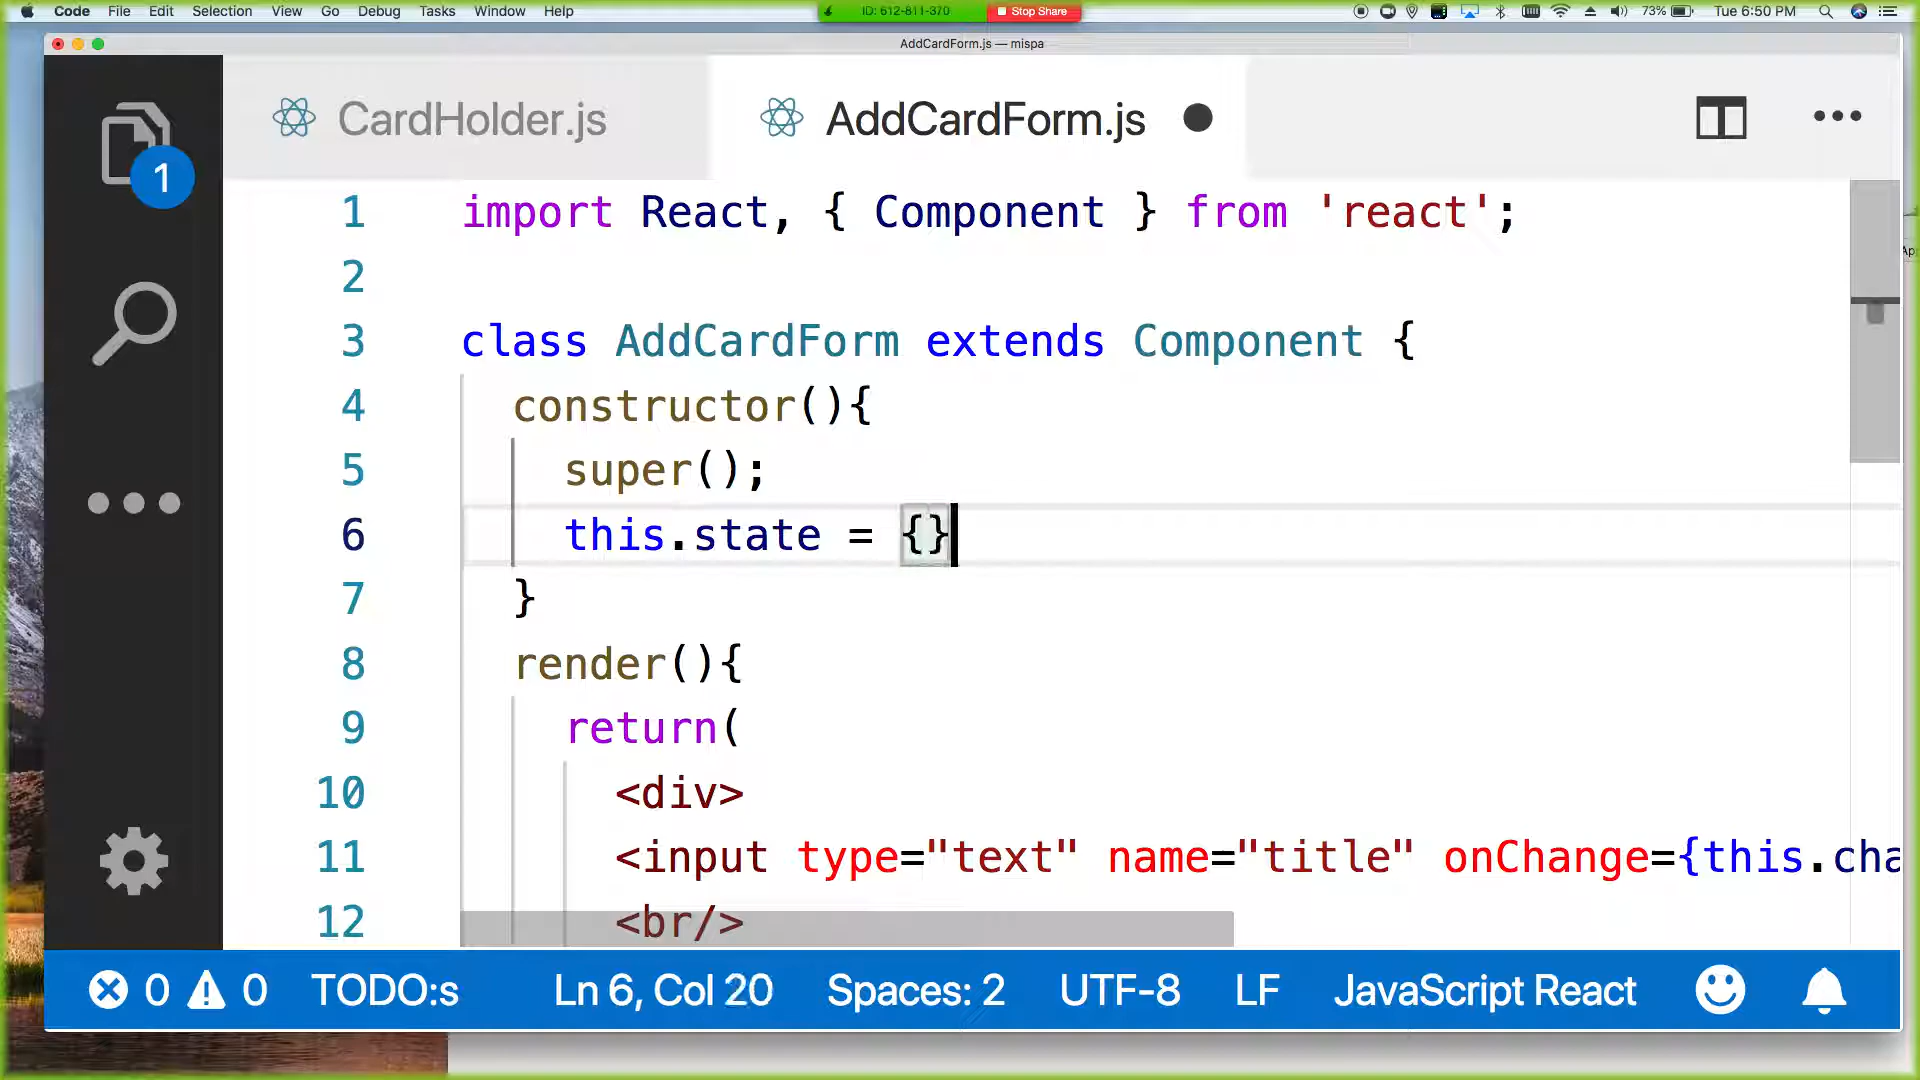 Code File Edit Selection View Go Debug Tasks Window Help
ID: 612-811-370
Stop Share
73%
Tue 6:50 PM
AddCardForm.js — mispa
CardHolder.js
AddCardForm.js
1
1 import React, { Component } from 'react';
2
3 class AddCardForm extends Component {
4 constructor(){
5 super();
6 this.state = {}
7 }
8 render(){
9 return(
10 <div>
11 <input type="text" name="title" onChange={this.cha
12 <br/>
0 0 TODO:s Ln 6, Col 20 Spaces: 2 UTF-8 LF JavaScript React